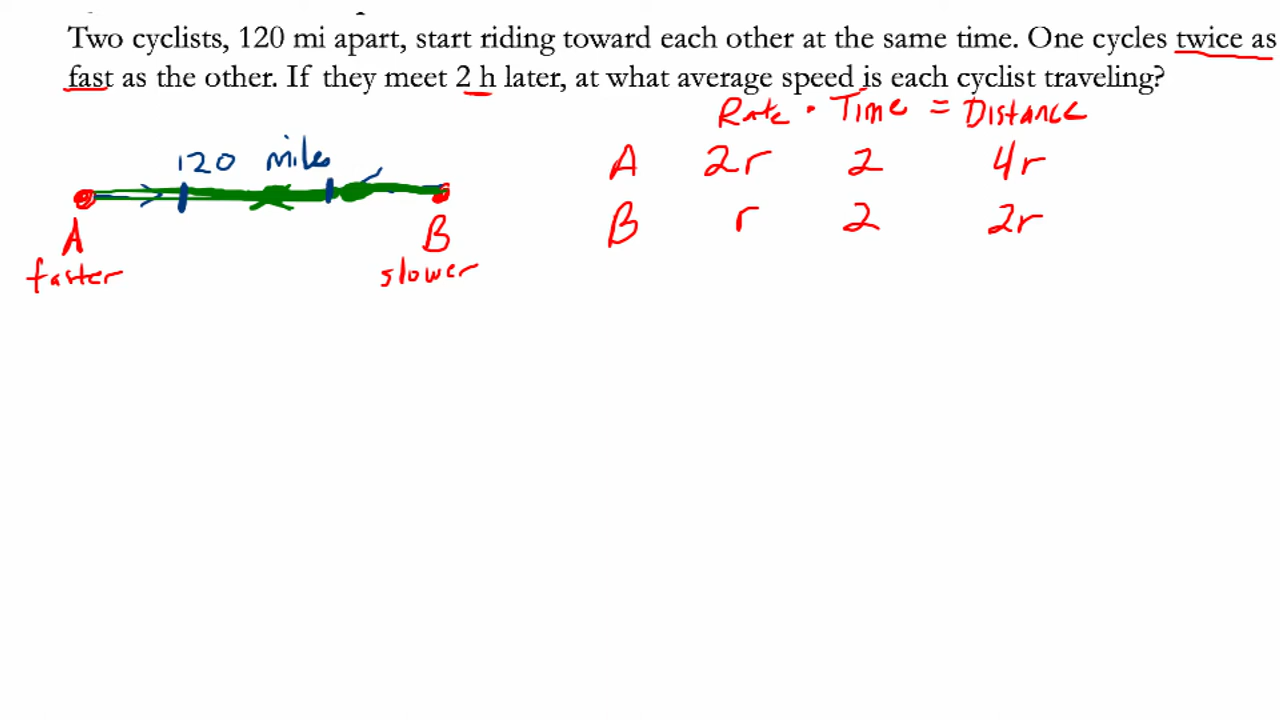 Two cyclists, 120 mi apart, start riding toward each other at the same time. One cycles twice as
fast as the other. If they meet 2 h later, at what average speed is each cyclist traveling?
Rate · Time = Distance
120 miles
A 2r 2 4r
B r 2 2r
A B
faster slower